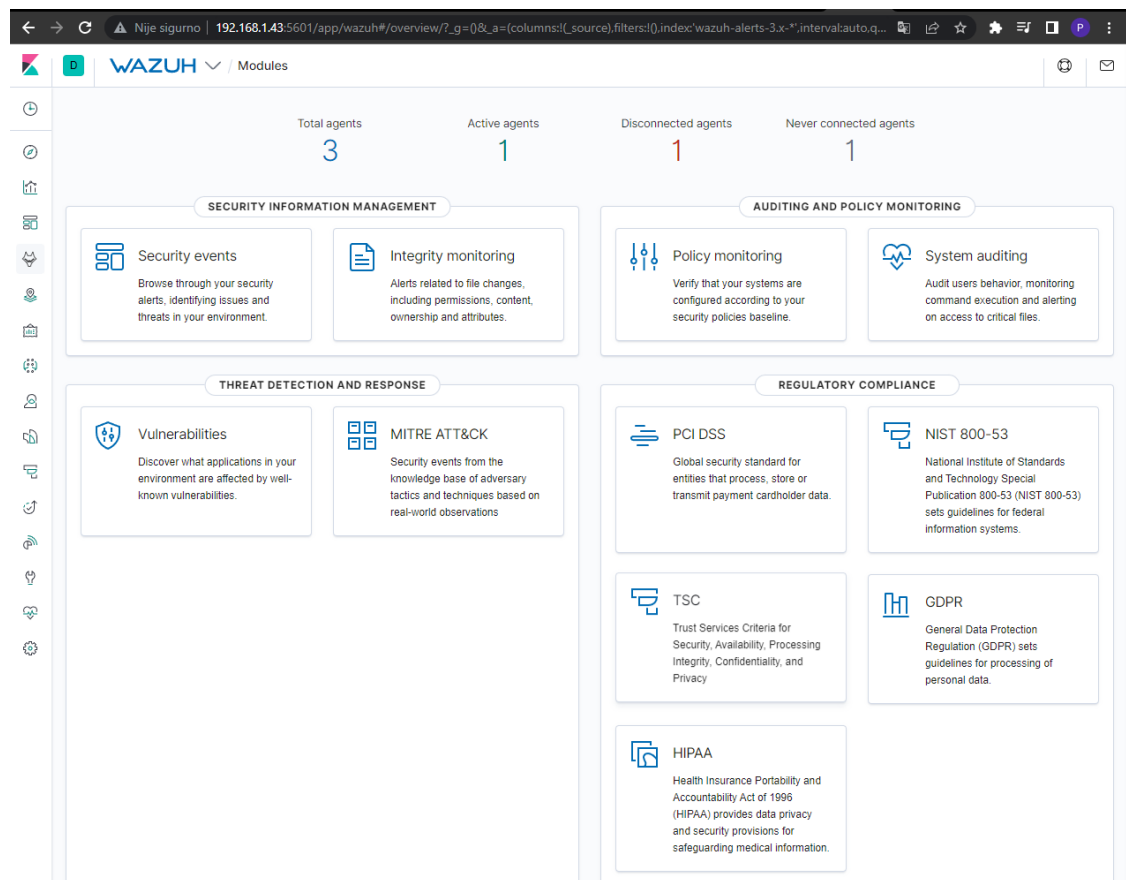 Nije sigurno | 192.168.1.43:5601/app/wazuh#/overview/?_g=()&_a=(columns:!(_source),filters:!(),index:'wazuh-alerts-3.x-*',interval:auto,q...
P
D
WAZUH / Modules
Total agents
3
Active agents
1
Disconnected agents
1
Never connected agents
1
SECURITY INFORMATION MANAGEMENT
Security events
Browse through your security
alerts, identifying issues and
threats in your environment.
Integrity monitoring
Alerts related to file changes,
including permissions, content,
ownership and attributes.
AUDITING AND POLICY MONITORING
Policy monitoring
Verify that your systems are
configured according to your
security policies baseline.
System auditing
Audit users behavior, monitoring
command execution and alerting
on access to critical files.
THREAT DETECTION AND RESPONSE
Vulnerabilities
Discover what applications in your
environment are affected by well-
known vulnerabilities.
MITRE ATT&CK
Security events from the
knowledge base of adversary
tactics and techniques based on
real-world observations
REGULATORY COMPLIANCE
PCI DSS
Global security standard for
entities that process, store or
transmit payment cardholder data.
NIST 800-53
National Institute of Standards
and Technology Special
Publication 800-53 (NIST 800-53)
sets guidelines for federal
information systems.
TSC
Trust Services Criteria for
Security, Availability, Processing
Integrity, Confidentiality, and
Privacy
GDPR
General Data Protection
Regulation (GDPR) sets
guidelines for processing of
personal data.
HIPAA
Health Insurance Portability and
Accountability Act of 1996
(HIPAA) provides data privacy
and security provisions for
safeguarding medical information.